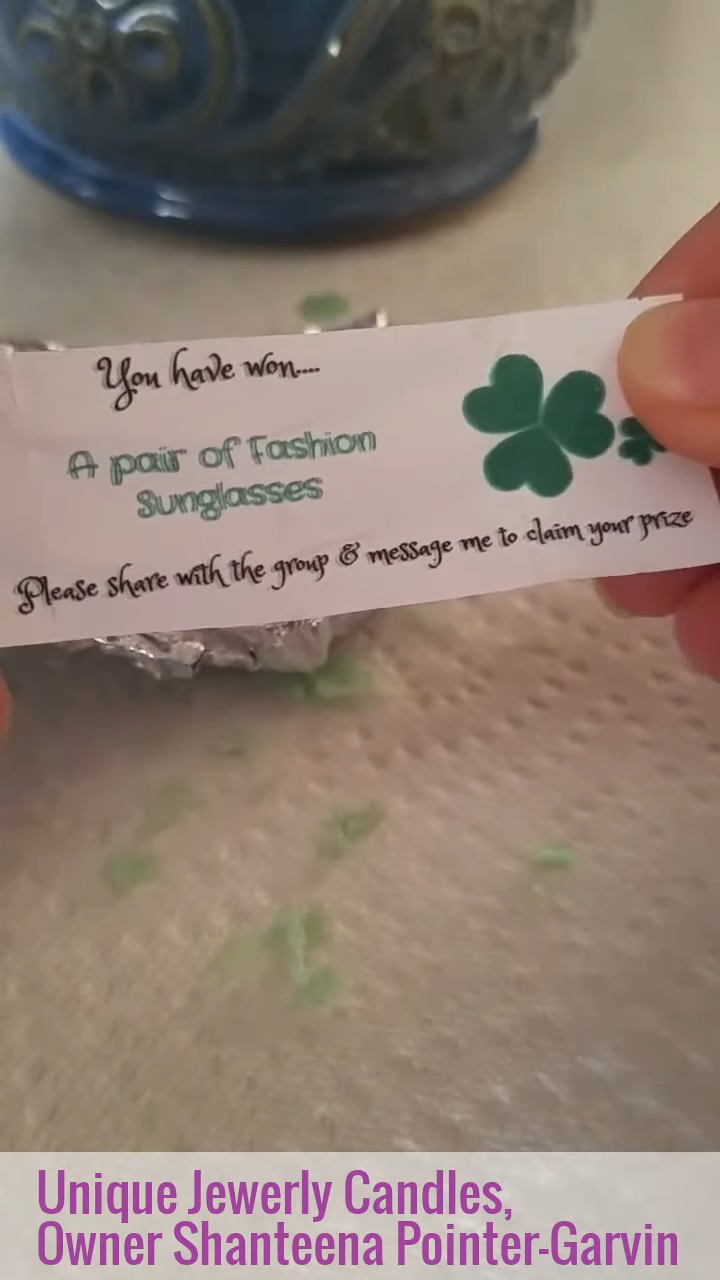 You have won....
A pair of Fashion
Sunglasses
Please share with the group & message me to claim your prize
Unique Jewerly Candles,
Owner Shanteena Pointer-Garvin